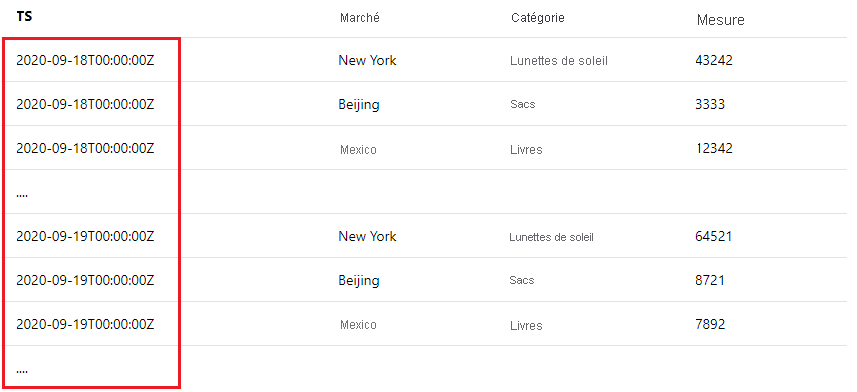 TS Marché Catégorie Mesure
2020-09-18T00:00:00Z New York Lunettes de soleil 43242
2020-09-18T00:00:00Z Beijing Sacs 3333
2020-09-18T00:00:00Z Mexico Livres 12342
....
2020-09-19T00:00:00Z New York Lunettes de soleil 64521
2020-09-19T00:00:00Z Beijing Sacs 8721
2020-09-19T00:00:00Z Mexico Livres 7892
....